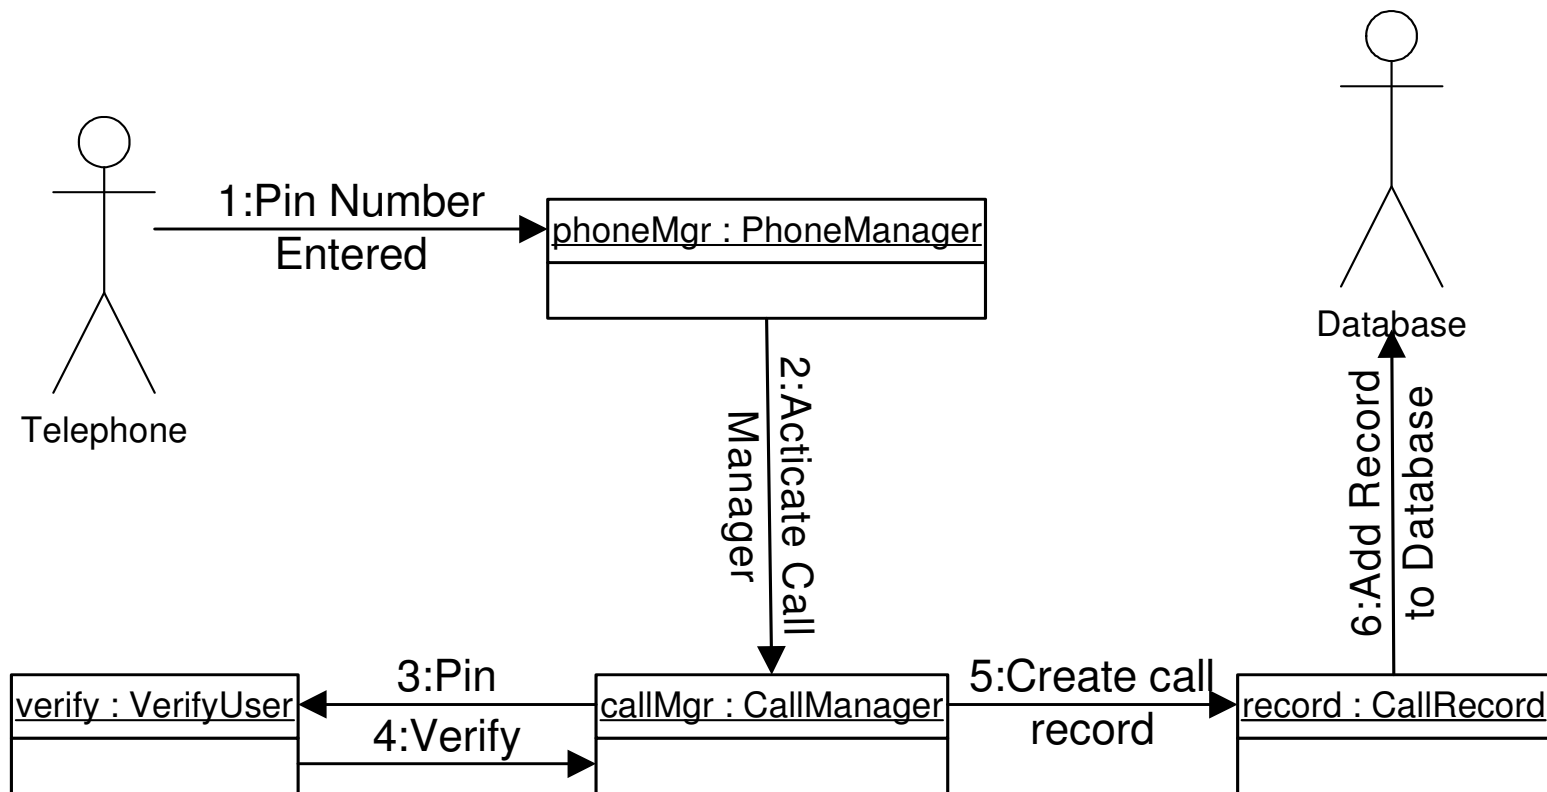 1:Pin Number
Entered
phoneMgr : PhoneManager
Database
Telephone
2:Acticate Call
Manager
6:Add Record
to Database
3:Pin
4:Verify
5:Create call
record
verify : VerifyUser
callMgr : CallManager
record : CallRecord